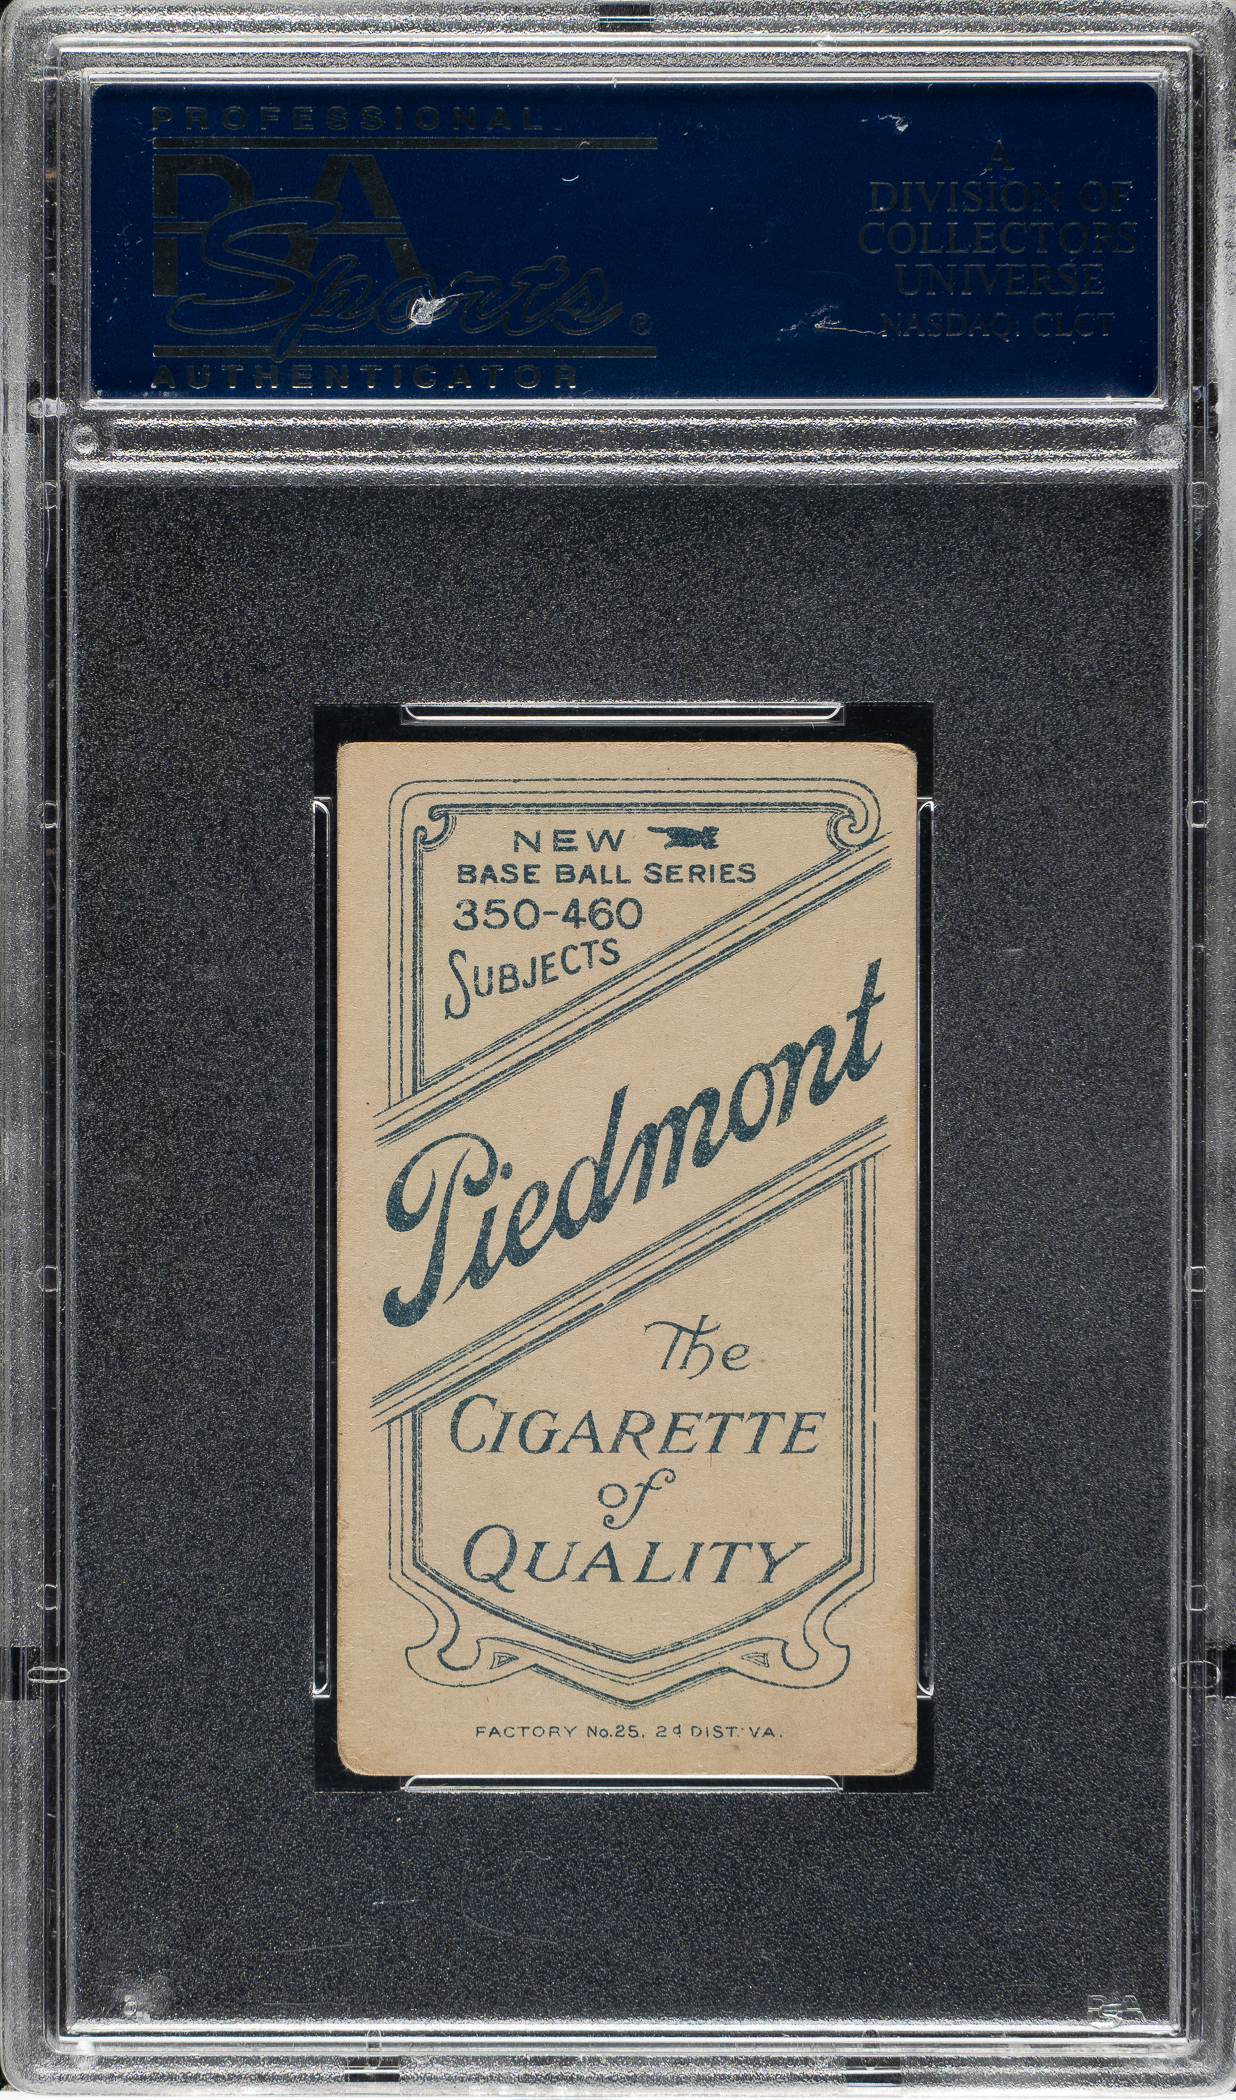 PROFESSIONAL
PSA
Sports®
AUTHENTICATOR
A
DIVISION OF
COLLECTORS
UNIVERSE
NASDAQ: CLCT
NEW
BASE BALL SERIES
350-460
SUBJECTS
Piedmont
The
CIGARETTE
of
QUALITY
FACTORY No.25, 2d DIST. VA.
PSA